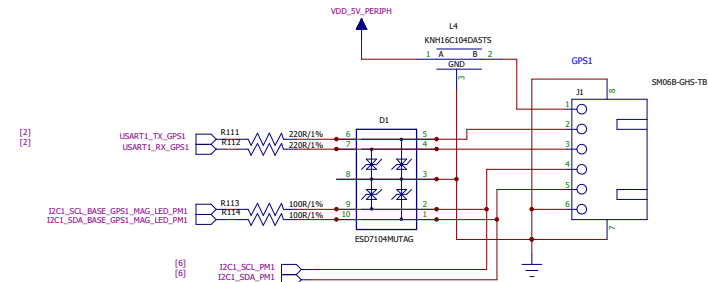 VDD_5V_PERIPH
L4
KNH16C104DA5TS
1 A B 2
GND
3
GPS1
SM06B-GHS-TB
J1
8
1
2
3
4
5
6
7
D1
[2] USART1_TX_GPS1 R111 220R/1% 6 5
[2] USART1_RX_GPS1 R112 220R/1% 7 4
8 3
I2C1_SCL_BASE_GPS1_MAG_LED_PM1 R113 100R/1% 9 2
I2C1_SDA_BASE_GPS1_MAG_LED_PM1 R114 100R/1% 10 1
ESD7104MUTAG
[6] I2C1_SCL_PM1
[6] I2C1_SDA_PM1